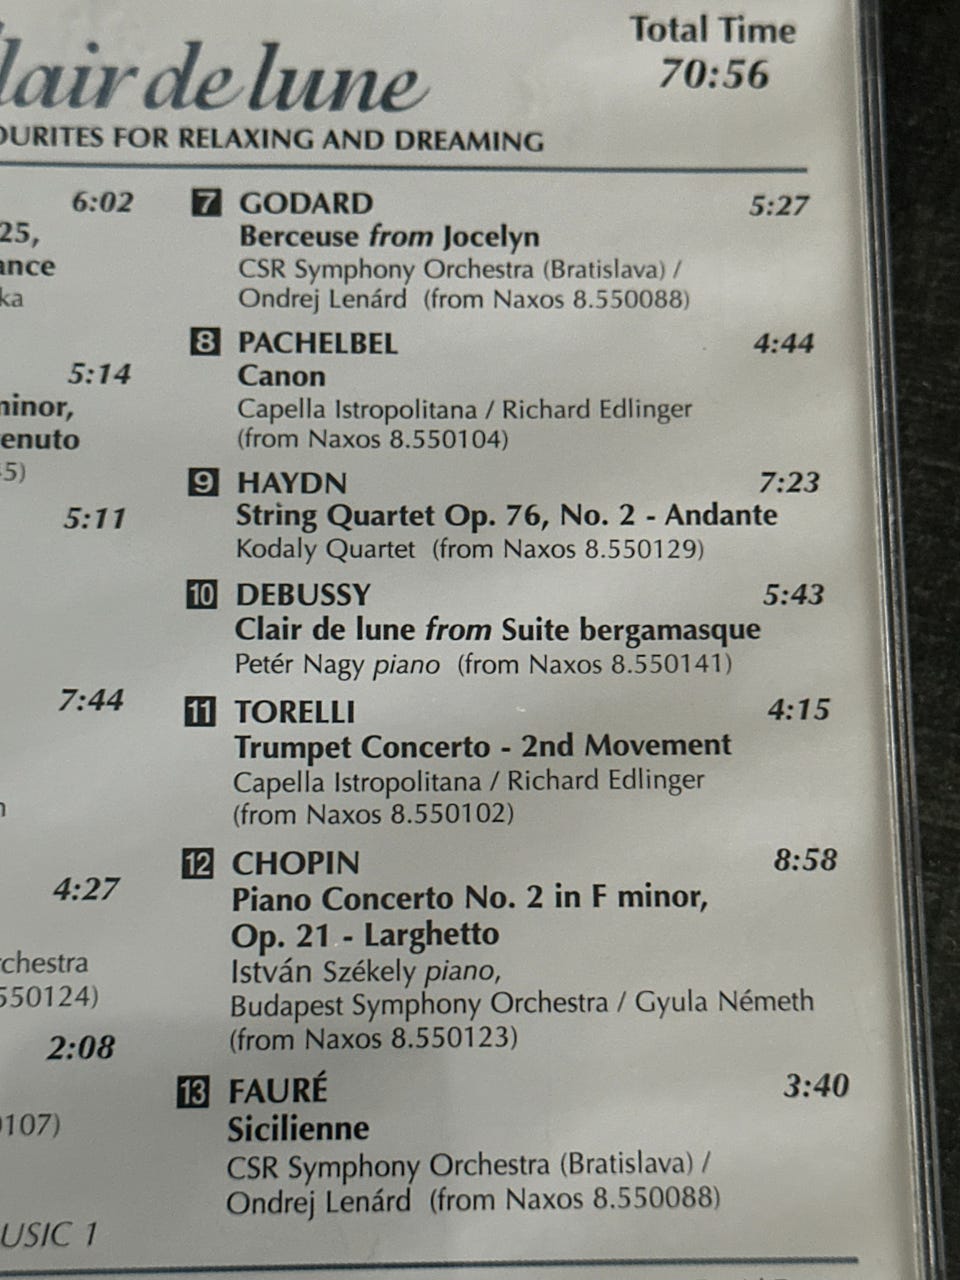 lair de lune
OURITES FOR RELAXING AND DREAMING
Total Time
70:56
6:02
25,
ance
ka
5:14
minor,
enuto
5)
5:11
7:44
4:27
chestra
550124)
2:08
0107)
USIC 1
7 GODARD 5:27
Berceuse from Jocelyn
CSR Symphony Orchestra (Bratislava) /
Ondrej Lenárd (from Naxos 8.550088)
8 PACHELBEL 4:44
Canon
Capella Istropolitana / Richard Edlinger
(from Naxos 8.550104)
9 HAYDN 7:23
String Quartet Op. 76, No. 2 - Andante
Kodaly Quartet (from Naxos 8.550129)
10 DEBUSSY 5:43
Clair de lune from Suite bergamasque
Petér Nagy piano (from Naxos 8.550141)
11 TORELLI 4:15
Trumpet Concerto - 2nd Movement
Capella Istropolitana / Richard Edlinger
(from Naxos 8.550102)
12 CHOPIN 8:58
Piano Concerto No. 2 in F minor,
Op. 21 - Larghetto
István Székely piano,
Budapest Symphony Orchestra / Gyula Németh
(from Naxos 8.550123)
13 FAURÉ 3:40
Sicilienne
CSR Symphony Orchestra (Bratislava) /
Ondrej Lenárd (from Naxos 8.550088)